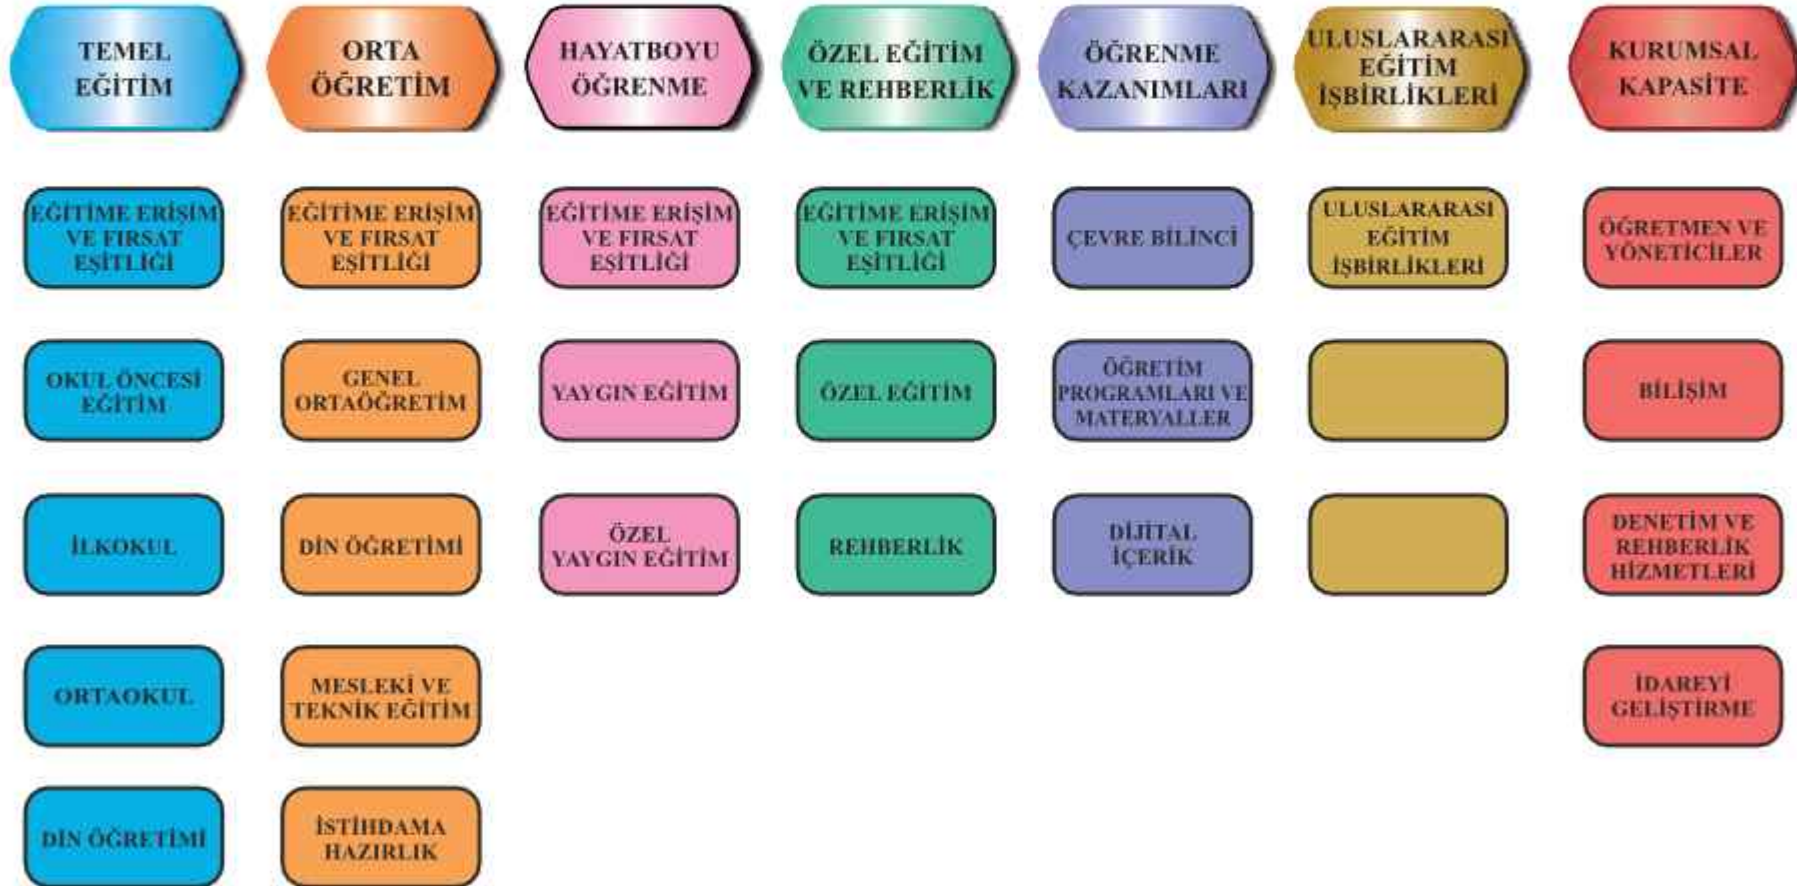 TEMEL
EĞİTİM
ORTA
ÖĞRETİM
HAYATBOYU
ÖĞRENME
ÖZEL EĞİTİM
VE REHBERLİK
ÖĞRENME
KAZANIMLARI
ULUSLARARASI
EĞİTİM
İŞBİRLİKLERİ
KURUMSAL
KAPASİTE
EĞİTİME ERİŞİM
VE FIRSAT
EŞİTLİĞİ
EĞİTİME ERİŞİM
VE FIRSAT
EŞİTLİĞİ
EĞİTİME ERİŞİM
VE FIRSAT
EŞİTLİĞİ
EĞİTİME ERİŞİM
VE FIRSAT
EŞİTLİĞİ
ÇEVRE BİLİNCİ
ULUSLARARASI
EĞİTİM
İŞBİRLİKLERİ
ÖĞRETMEN VE
YÖNETİCİLER
OKUL ÖNCESİ
EĞİTİM
GENEL
ORTAÖĞRETİM
YAYGIN EĞİTİM
ÖZEL EĞİTİM
ÖĞRETİM
PROGRAMLARI VE
MATERYALLER
BİLİŞİM
İLKOKUL
DİN ÖĞRETİMİ
ÖZEL
YAYGIN EĞİTİM
REHBERLİK
DİJİTAL
İÇERİK
DENETİM VE
REHBERLİK
HİZMETLERİ
ORTAOKUL
MESLEKİ VE
TEKNİK EĞİTİM
İDAREYİ
GELİŞTİRME
DİN ÖĞRETİMİ
İSTİHDAMA
HAZIRLIK